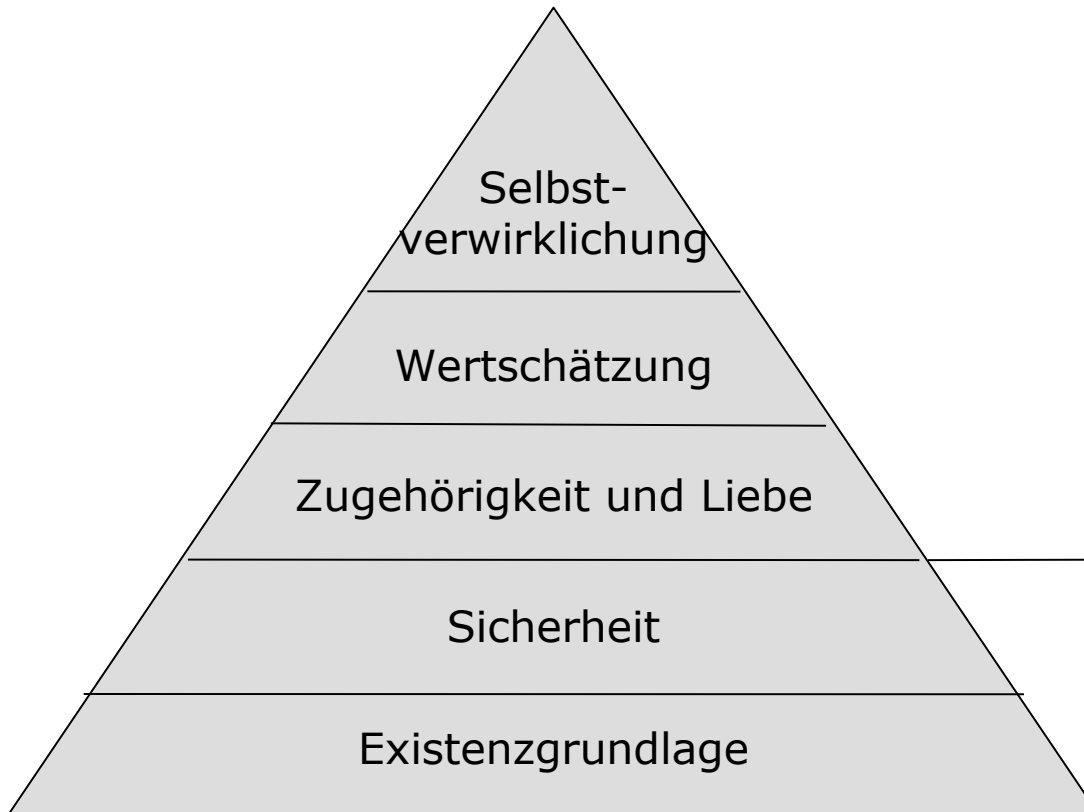 Selbst-
verwirklichung
Wertschätzung
Zugehörigkeit und Liebe
Sicherheit
Existenzgrundlage